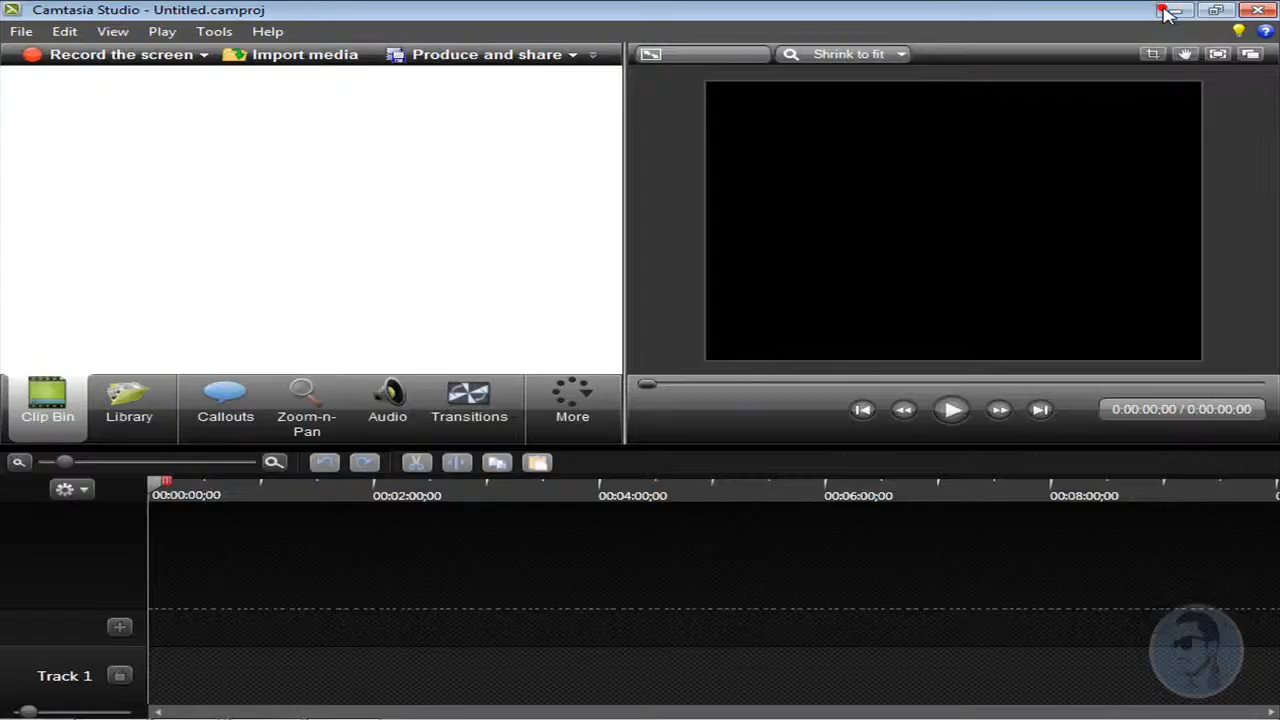 Camtasia Studio - Untitled.camproj
File Edit View Play Tools Help
Record the screen Import media Produce and share Shrink to fit
Clip Bin Library Callouts Zoom-n-Pan Audio Transitions More
0:00:00;00 / 0:00:00;00
00:00:00;00 00:02:00;00 00:04:00;00 00:06:00;00 00:08:00;00
Track 1